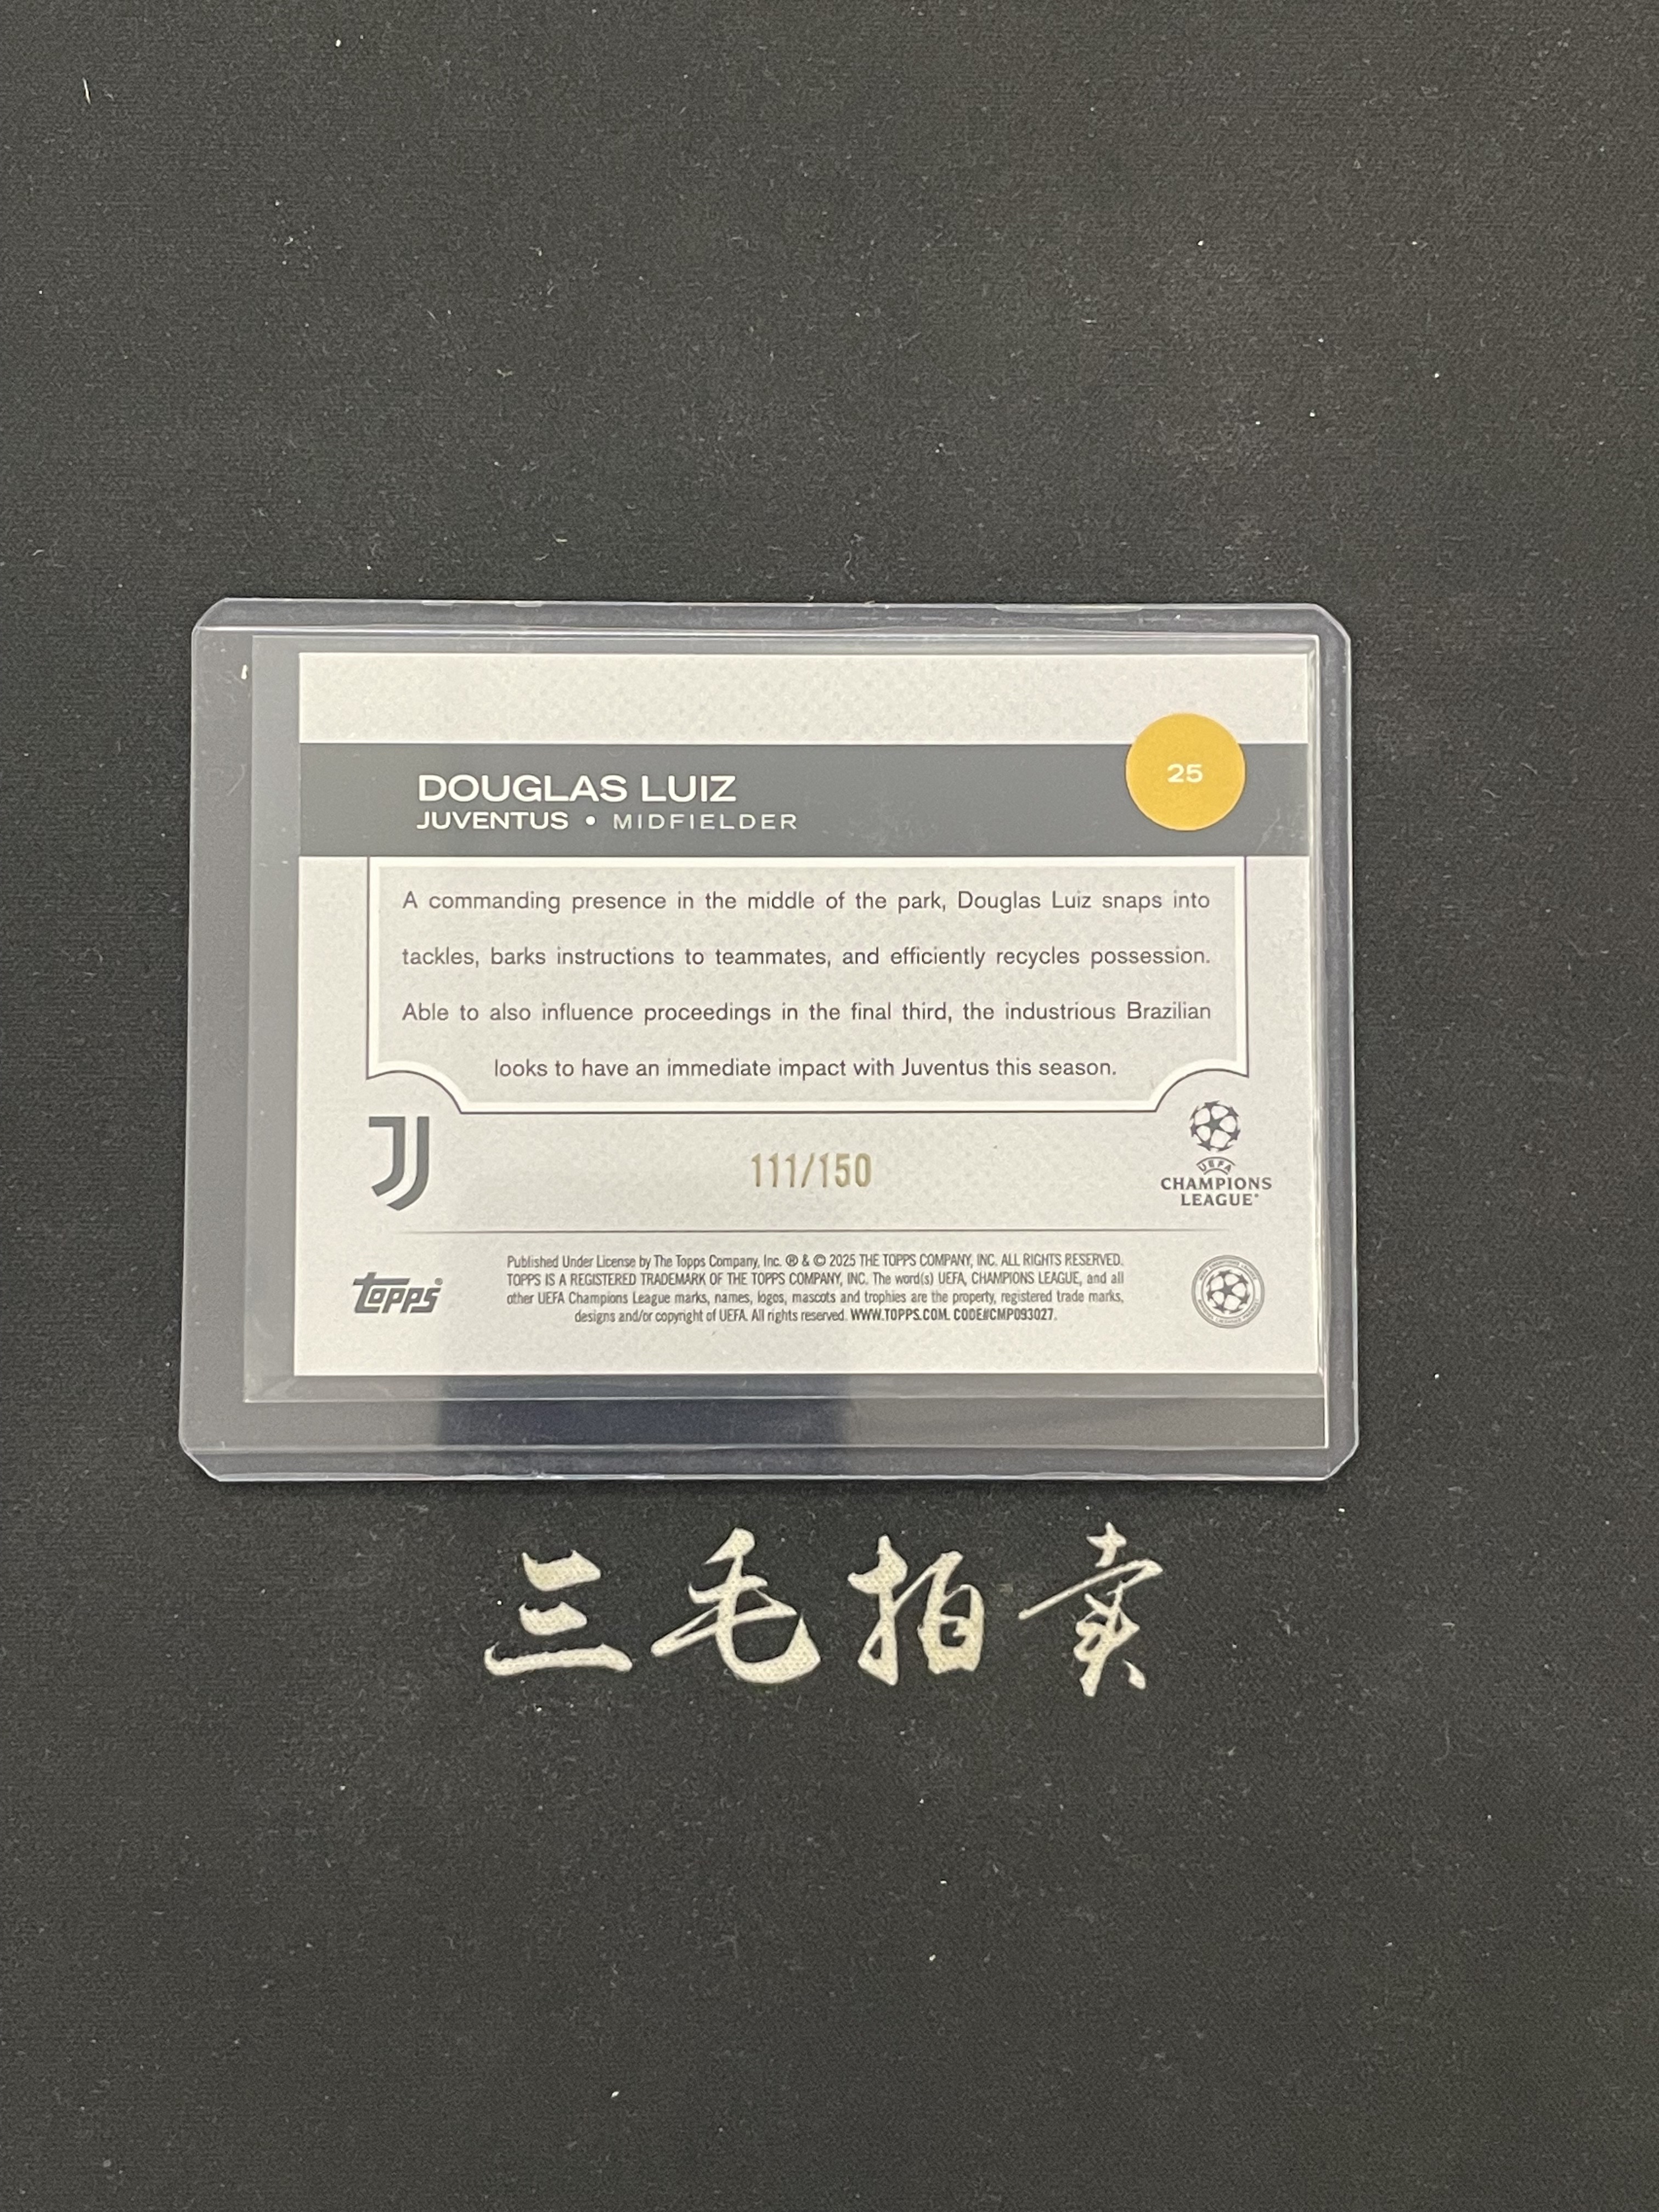 DOUGLAS LUIZ
JUVENTUS • MIDFIELDER
25
A commanding presence in the middle of the park, Douglas Luiz snaps into
tackles, barks instructions to teammates, and efficiently recycles possession.
Able to also influence proceedings in the final third, the industrious Brazilian
looks to have an immediate impact with Juventus this season.
111/150
UEFA
CHAMPIONS
LEAGUE®
Topps®
Published Under License by The Topps Company, Inc. ® & © 2025 THE TOPPS COMPANY, INC. ALL RIGHTS RESERVED.
TOPPS IS A REGISTERED TRADEMARK OF THE TOPPS COMPANY, INC. The word(s) UEFA, CHAMPIONS LEAGUE, and all
other UEFA Champions League marks, names, logos, mascots and trophies are the property, registered trade marks,
designs and/or copyright of UEFA. All rights reserved. WWW.TOPPS.COM. CODE#CMP093027.
三毛拍卖